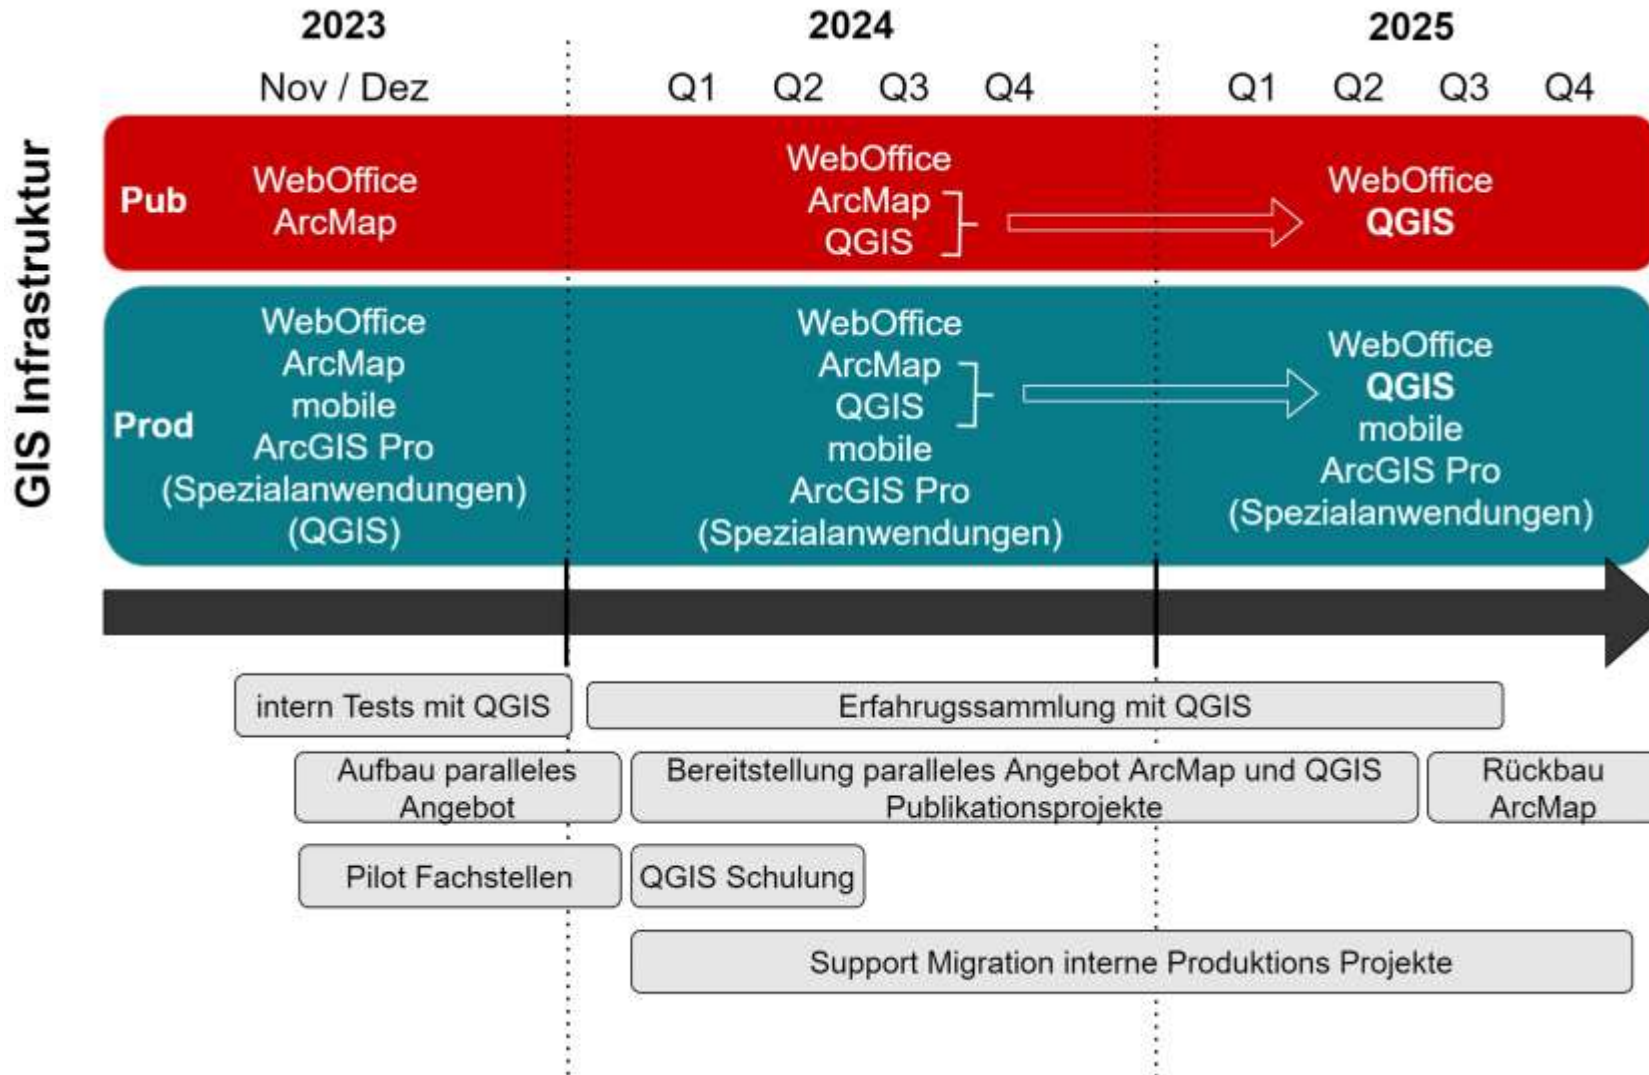 2023
2024
2025
Nov / Dez
Q1 Q2 Q3 Q4
Q1 Q2 Q3 Q4
GIS Infrastruktur
Pub
WebOffice
ArcMap
WebOffice
ArcMap
QGIS
WebOffice
QGIS
Prod
WebOffice
ArcMap
mobile
ArcGIS Pro
(Spezialanwendungen)
(QGIS)
WebOffice
ArcMap
QGIS
mobile
ArcGIS Pro
(Spezialanwendungen)
WebOffice
QGIS
mobile
ArcGIS Pro
(Spezialanwendungen)
intern Tests mit QGIS
Erfahrugssammlung mit QGIS
Aufbau paralleles
Angebot
Bereitstellung paralleles Angebot ArcMap und QGIS
Publikationsprojekte
Rückbau
ArcMap
Pilot Fachstellen
QGIS Schulung
Support Migration interne Produktions Projekte